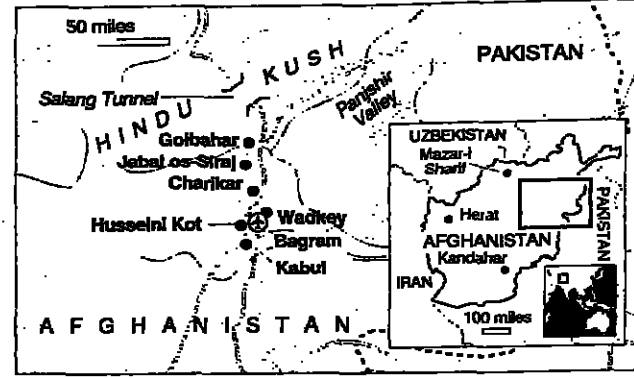 50 miles
HINDU KUSH
PAKISTAN
Salang Tunnel
Panjshir
Valley
Golbahar
Jabal os-Siraj
Charikar
Husseini Kot
Wadkey
Bagram
Kabul
AFGHANISTAN
UZBEKISTAN
Mazar-i
Sharif
Herat
PAKISTAN
AFGHANISTAN
Kandahar
IRAN
100 miles